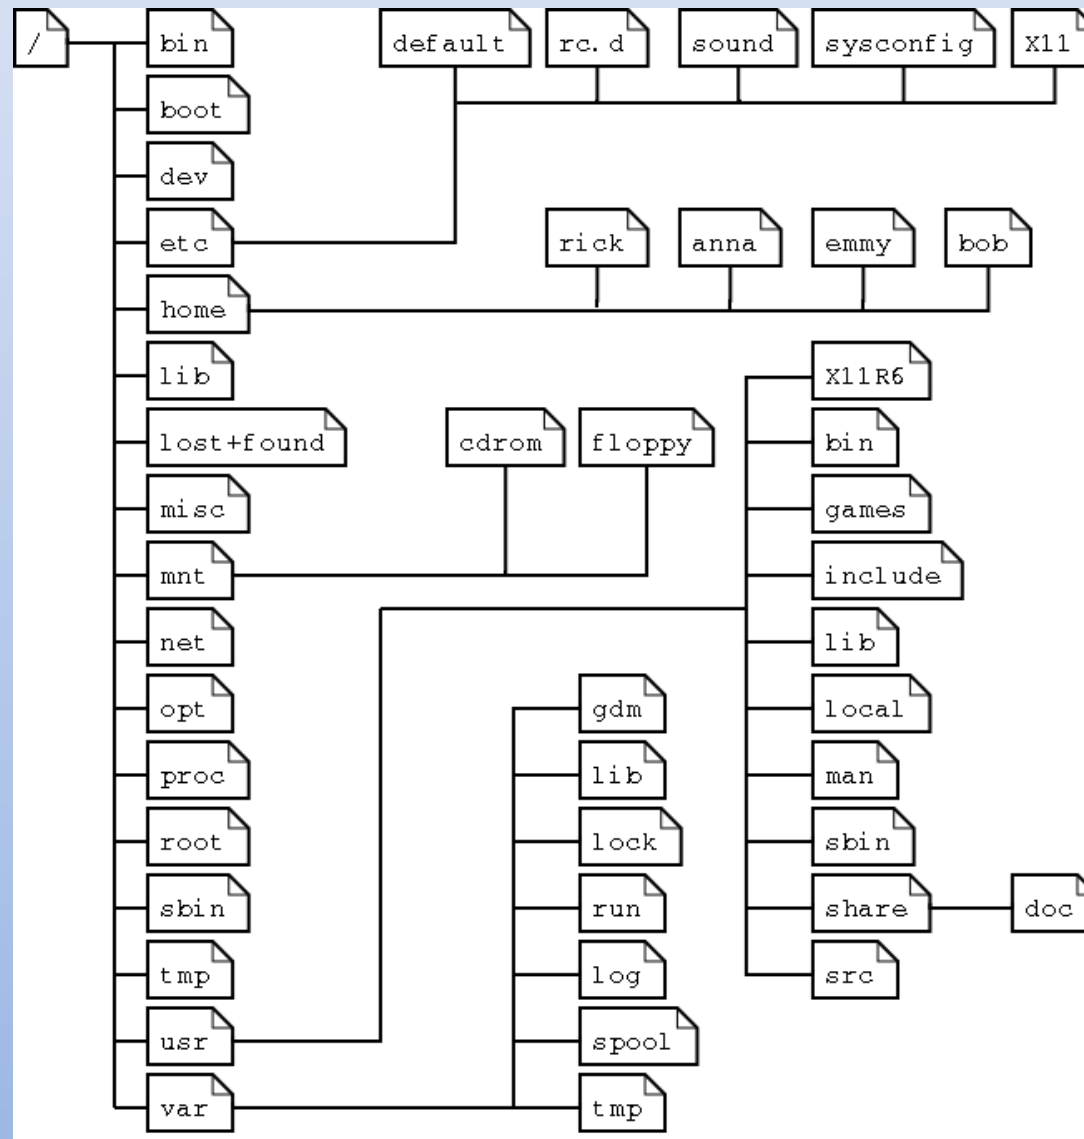 / bin default rc.d sound sysconfig X11
boot
dev
etc rick anna emmy bob
home
lib X11R6
lost+found cdrom floppy bin
misc games
mnt include
net lib
opt gdm local
proc lib man
root lock sbin
sbin run share doc
tmp log src
usr spool
var tmp